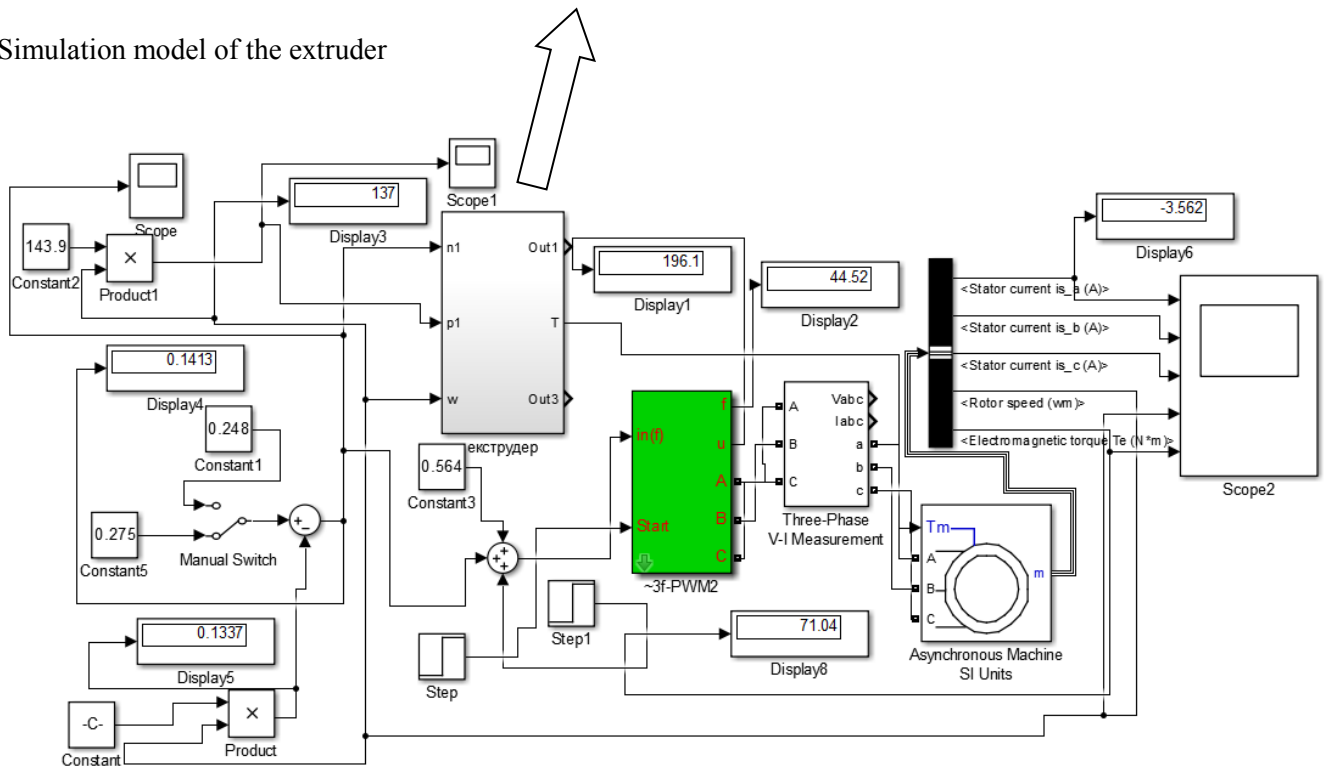 Simulation model of the extruder
Scope
Scope1
137
Display3
-3.562
Display6
143.9
Constant2
×
Product1
n1
p1
w
Out1
T
Out3
екструдер
196.1
Display1
44.52
Display2
<Stator current is_a (A)>
<Stator current is_b (A)>
<Stator current is_c (A)>
<Rotor speed (wm)>
<Electromagnetic torque Te (N*m)>
Scope2
0.1413
Display4
0.248
Constant1
0.275
Constant5
Manual Switch
+
−
0.564
Constant3
+
+
+
in(f)
Start
f
u
A
B
C
~3f-PWM2
A
B
C
Vabc
Iabc
a
b
c
Three-Phase
V-I Measurement
Tm
A
B
C
m
Asynchronous Machine
SI Units
0.1337
Display5
Step
Step1
71.04
Display8
-C-
Constant
×
Product